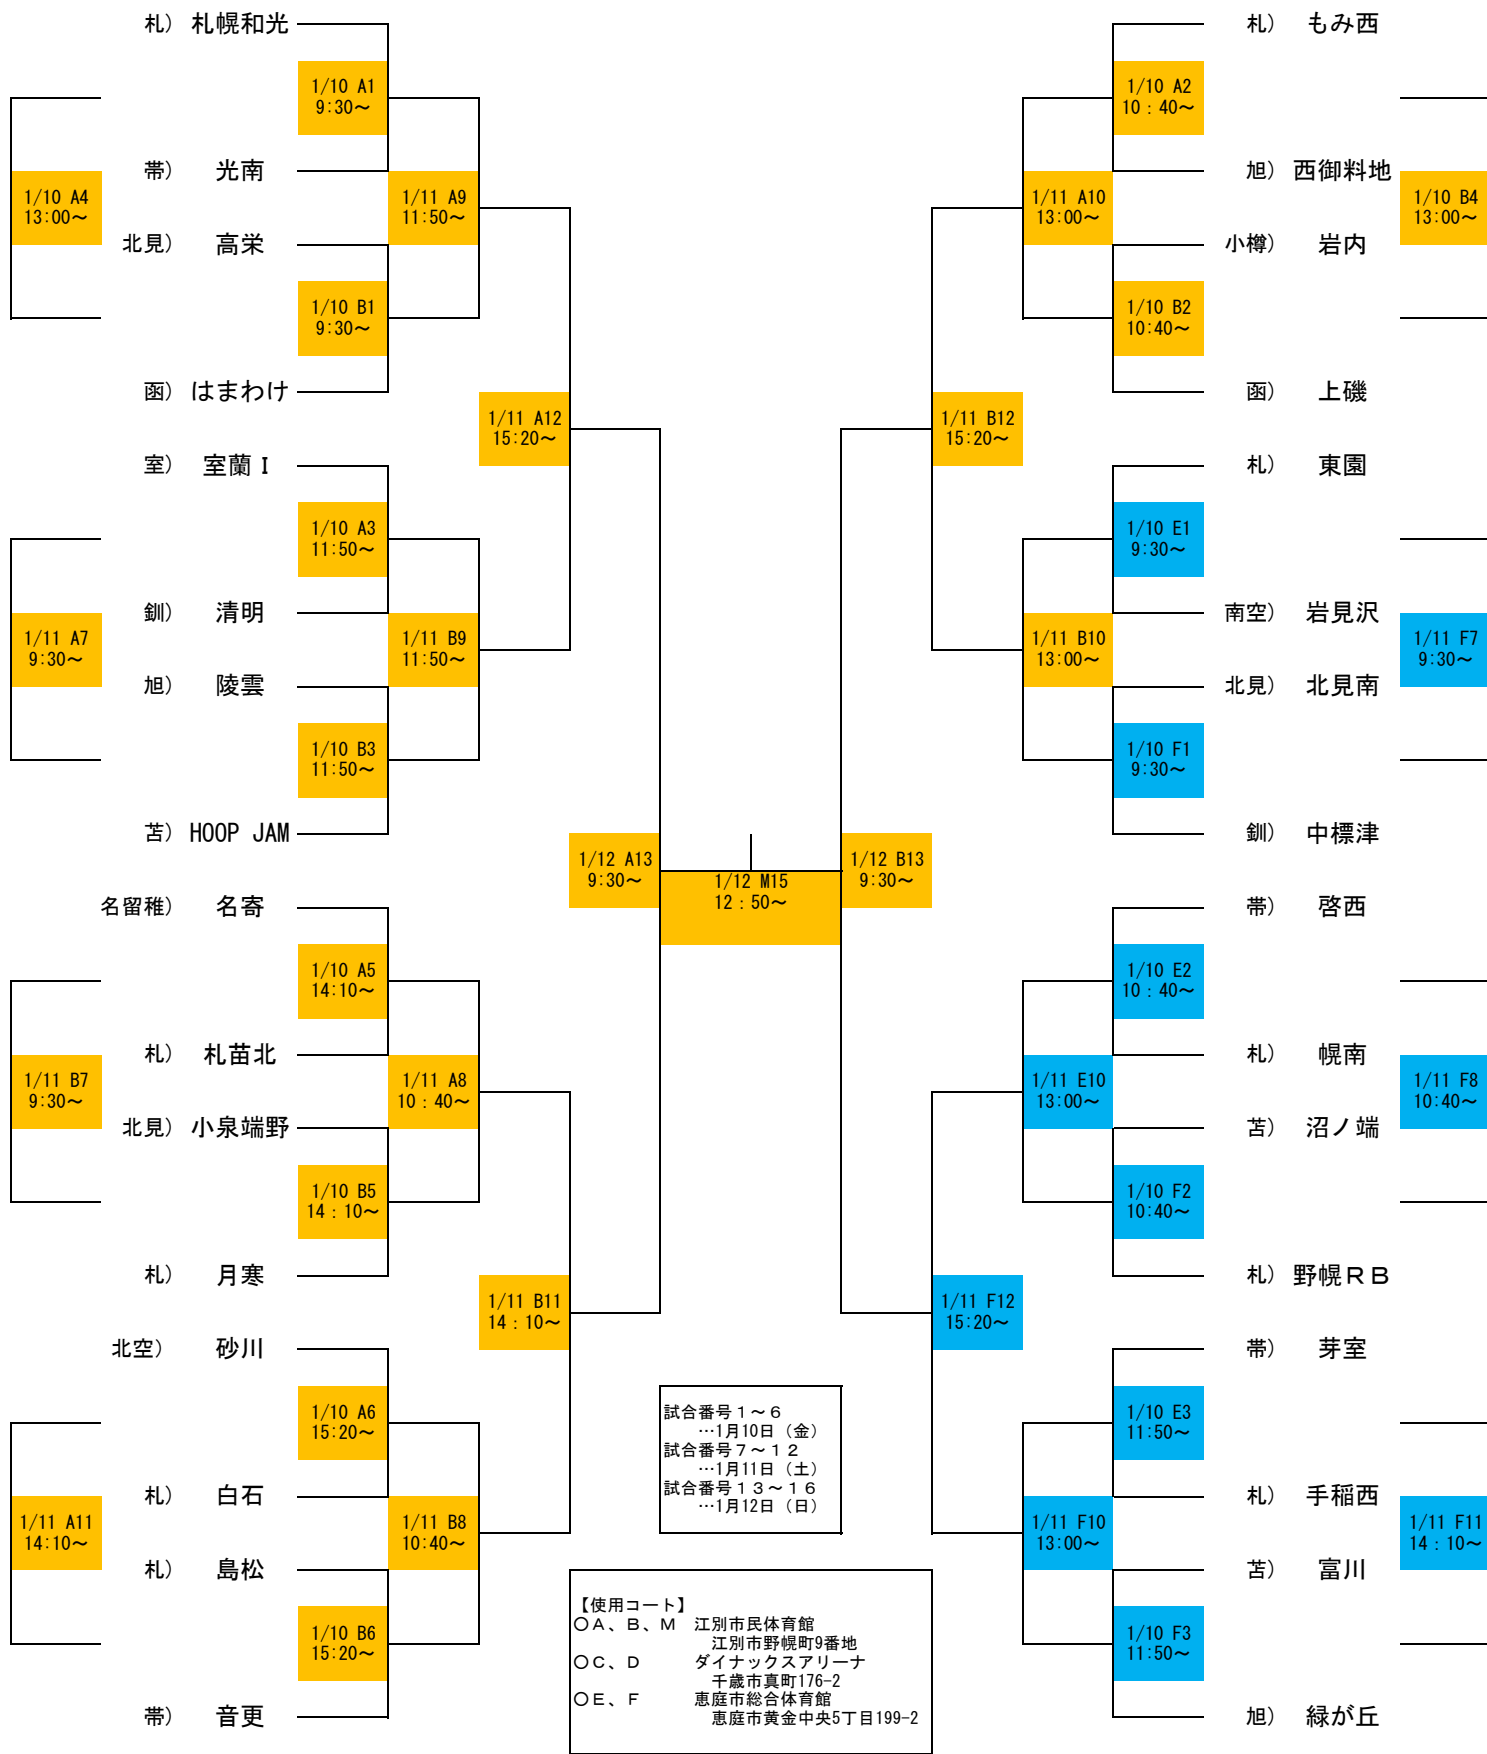 札） 札幌和光
1/10 A1
9:30～
帯） 光南
1/10 A4
13:00～
1/11 A9
11:50～
北見） 高栄
1/10 B1
9:30～
函） はまわけ
1/11 A12
15:20～
室） 室蘭Ｉ
1/10 A3
11:50～
釧） 清明
1/11 A7
9:30～
1/11 B9
11:50～
旭） 陵雲
1/10 B3
11:50～
苫） HOOP JAM
1/12 A13
9:30～
名留稚） 名寄
1/10 A5
14:10～
札） 札苗北
1/11 B7
9:30～
1/11 A8
10：40～
北見） 小泉端野
1/10 B5
14：10～
札） 月寒
1/11 B11
14：10～
北空） 砂川
1/10 A6
15:20～
札） 白石
1/11 A11
14:10～
1/11 B8
10:40～
札） 島松
1/10 B6
15:20～
帯） 音更
1/12 M15
12：50～
札） もみ西
1/10 A2
10：40～
旭） 西御料地
1/11 A10
13:00～
1/10 B4
13:00～
小樽） 岩内
1/10 B2
10:40～
函） 上磯
1/11 B12
15:20～
札） 東園
1/10 E1
9:30～
南空） 岩見沢
1/11 B10
13:00～
1/11 F7
9:30～
北見） 北見南
1/10 F1
9:30～
釧） 中標津
1/12 B13
9:30～
帯） 啓西
1/10 E2
10：40～
札） 幌南
1/11 E10
13:00～
1/11 F8
10:40～
苫） 沼ノ端
1/10 F2
10:40～
札） 野幌ＲＢ
1/11 F12
15:20～
帯） 芽室
1/10 E3
11:50～
札） 手稲西
1/11 F10
13:00～
1/11 F11
14：10～
苫） 富川
1/10 F3
11:50～
旭） 緑が丘
試合番号１～６
…1月10日（金）
試合番号７～１２
…1月11日（土）
試合番号１３～１６
…1月12日（日）
【使用コート】
〇Ａ、Ｂ、Ｍ 江別市民体育館
江別市野幌町9番地
〇Ｃ、Ｄ ダイナックスアリーナ
千歳市真町176-2
〇Ｅ、Ｆ 恵庭市総合体育館
恵庭市黄金中央5丁目199-2